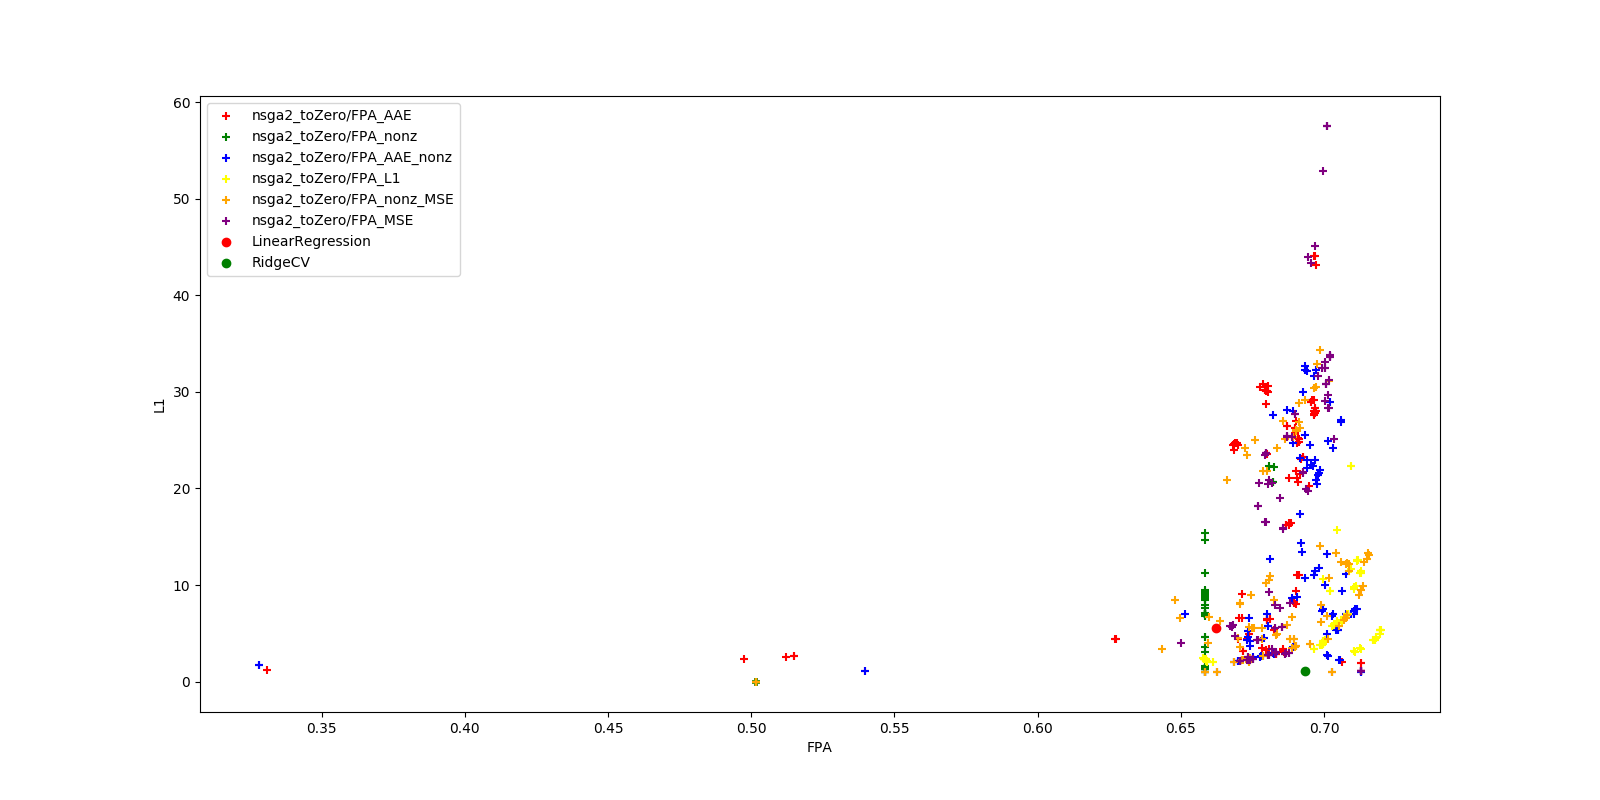 60
50
40
30
20
10
0
L1
nsga2_toZero/FPA_AAE
nsga2_toZero/FPA_nonz
nsga2_toZero/FPA_AAE_nonz
nsga2_toZero/FPA_L1
nsga2_toZero/FPA_nonz_MSE
nsga2_toZero/FPA_MSE
LinearRegression
RidgeCV
0.35 0.40 0.45 0.50 0.55 0.60 0.65 0.70
FPA